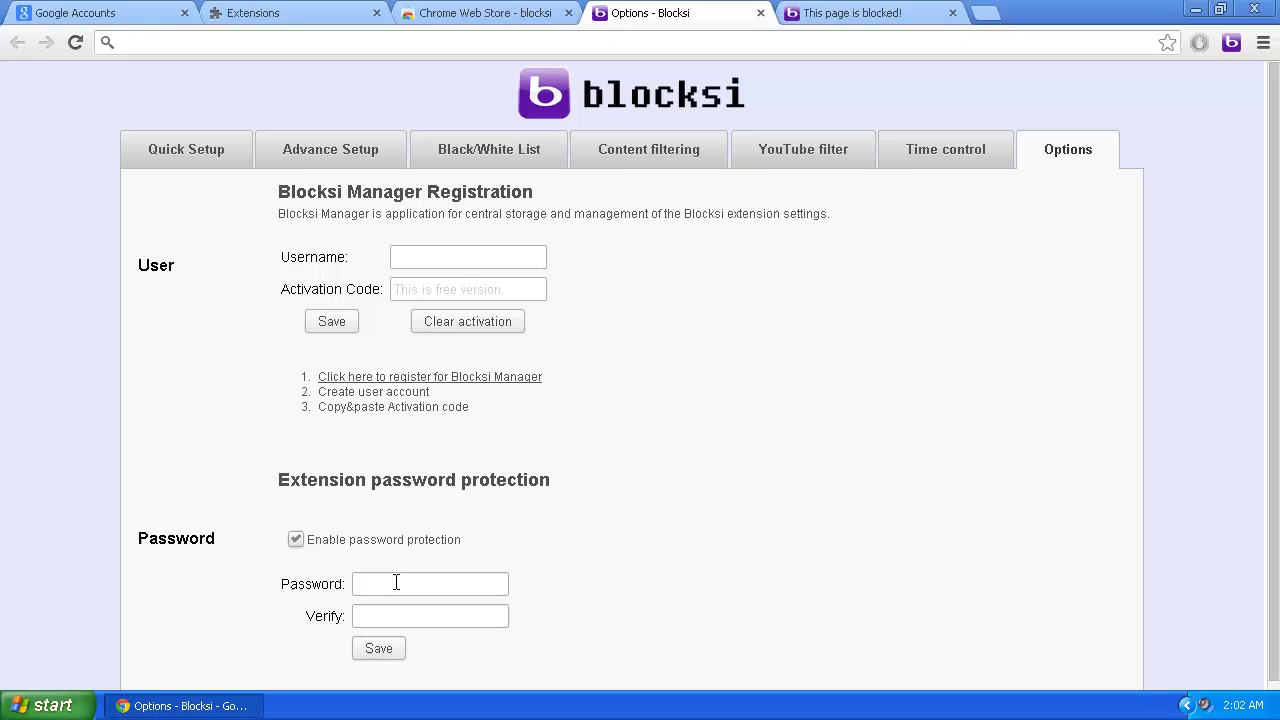 Google Accounts
Extensions
Chrome Web Store - blocksi
Options - Blocksi
This page is blocked!
b
b blocksi
Quick Setup
Advance Setup
Black/White List
Content filtering
YouTube filter
Time control
Options
Blocksi Manager Registration
Blocksi Manager is application for central storage and management of the Blocksi extension settings.
User
Username:
Activation Code: This is free version.
Save
Clear activation
1. Click here to register for Blocksi Manager
2. Create user account
3. Copy&paste Activation code
Extension password protection
Password
Enable password protection
Password:
Verify:
Save
start
Options - Blocksi - Go...
2:02 AM